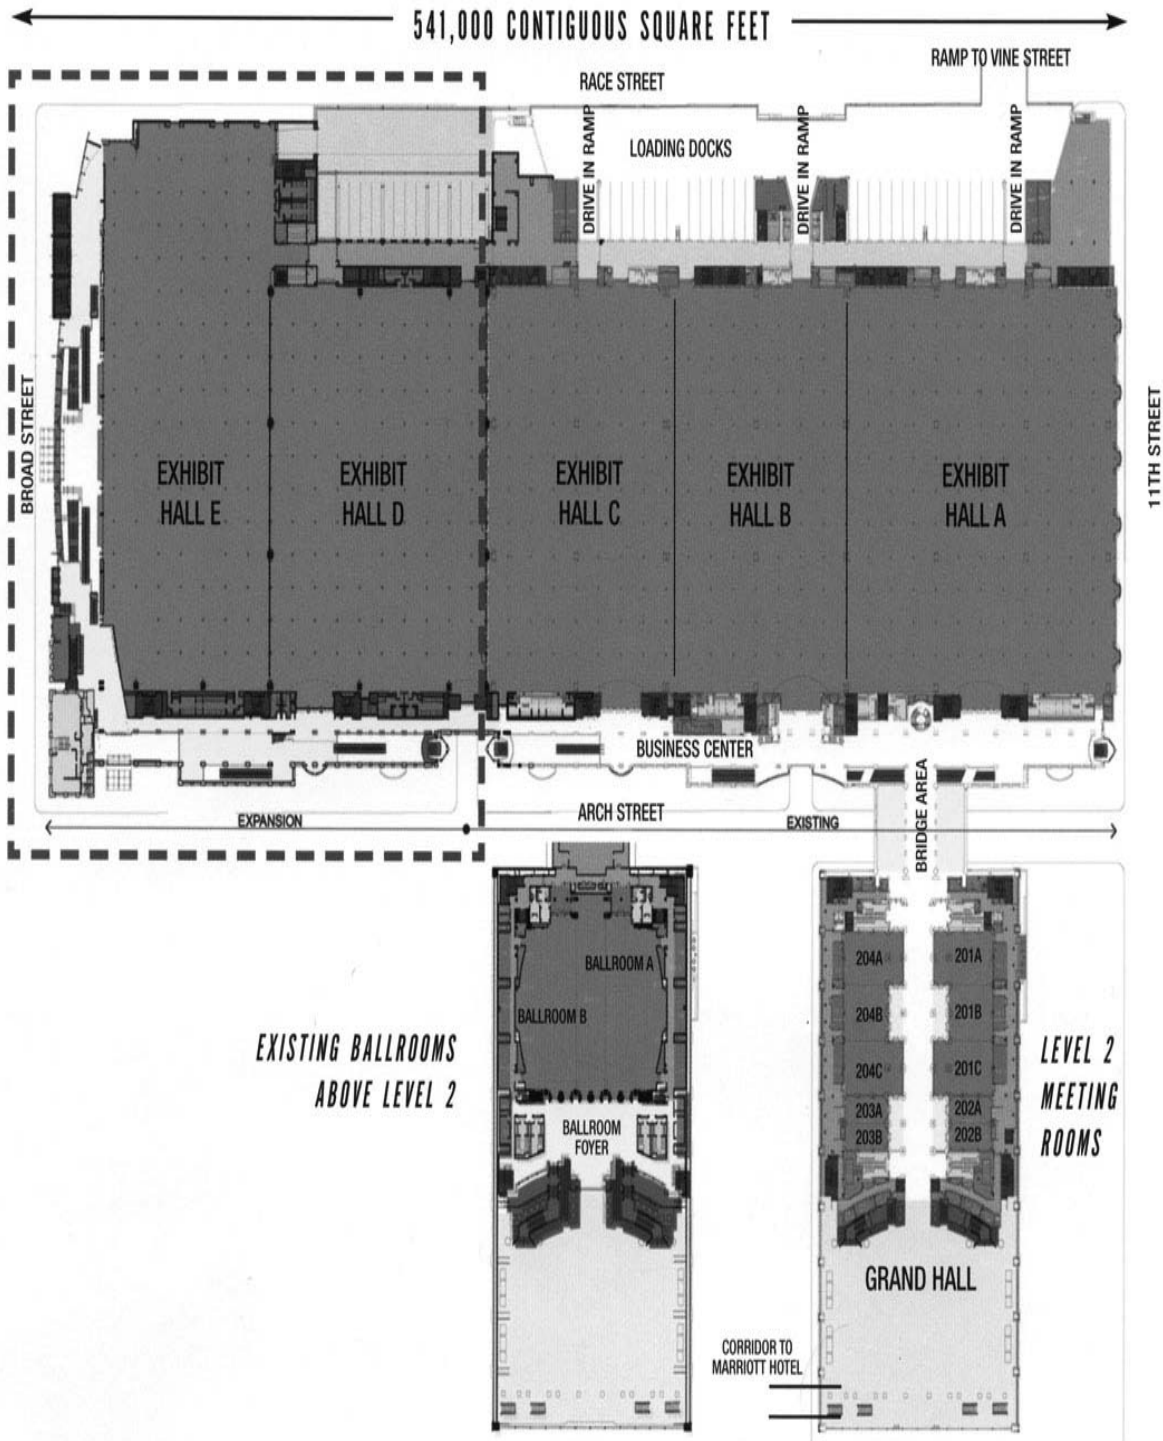 541,000 CONTIGUOUS SQUARE FEET
RAMP TO VINE STREET
RACE STREET
LOADING DOCKS
DRIVE IN RAMP
DRIVE IN RAMP
DRIVE IN RAMP
BROAD STREET
11TH STREET
EXHIBIT
HALL E
EXHIBIT
HALL D
EXHIBIT
HALL C
EXHIBIT
HALL B
EXHIBIT
HALL A
BUSINESS CENTER
BRIDGE AREA
ARCH STREET
EXPANSION
EXISTING
BALLROOM A
BALLROOM B
BALLROOM
FOYER
EXISTING BALLROOMS
ABOVE LEVEL 2
204A
201A
204B
201B
204C
201C
203A
202A
203B
202B
LEVEL 2
MEETING
ROOMS
GRAND HALL
CORRIDOR TO
MARRIOTT HOTEL